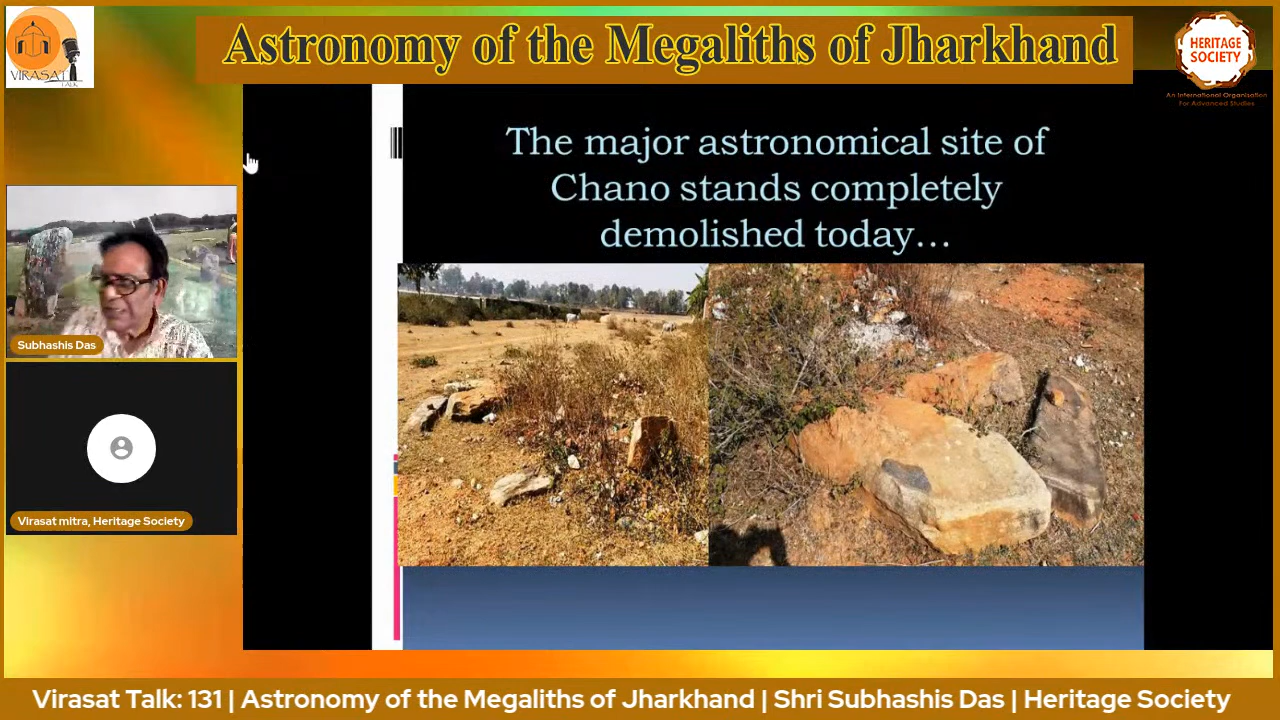 Astronomy of the Megaliths of Jharkhand
VIRASAT
TALK
HERITAGE
SOCIETY
An International Organisation
For Advanced Studies
The major astronomical site of
Chano stands completely
demolished today...
Subhashis Das
Virasat mitra, Heritage Society
Virasat Talk: 131 | Astronomy of the Megaliths of Jharkhand | Shri Subhashis Das | Heritage Society